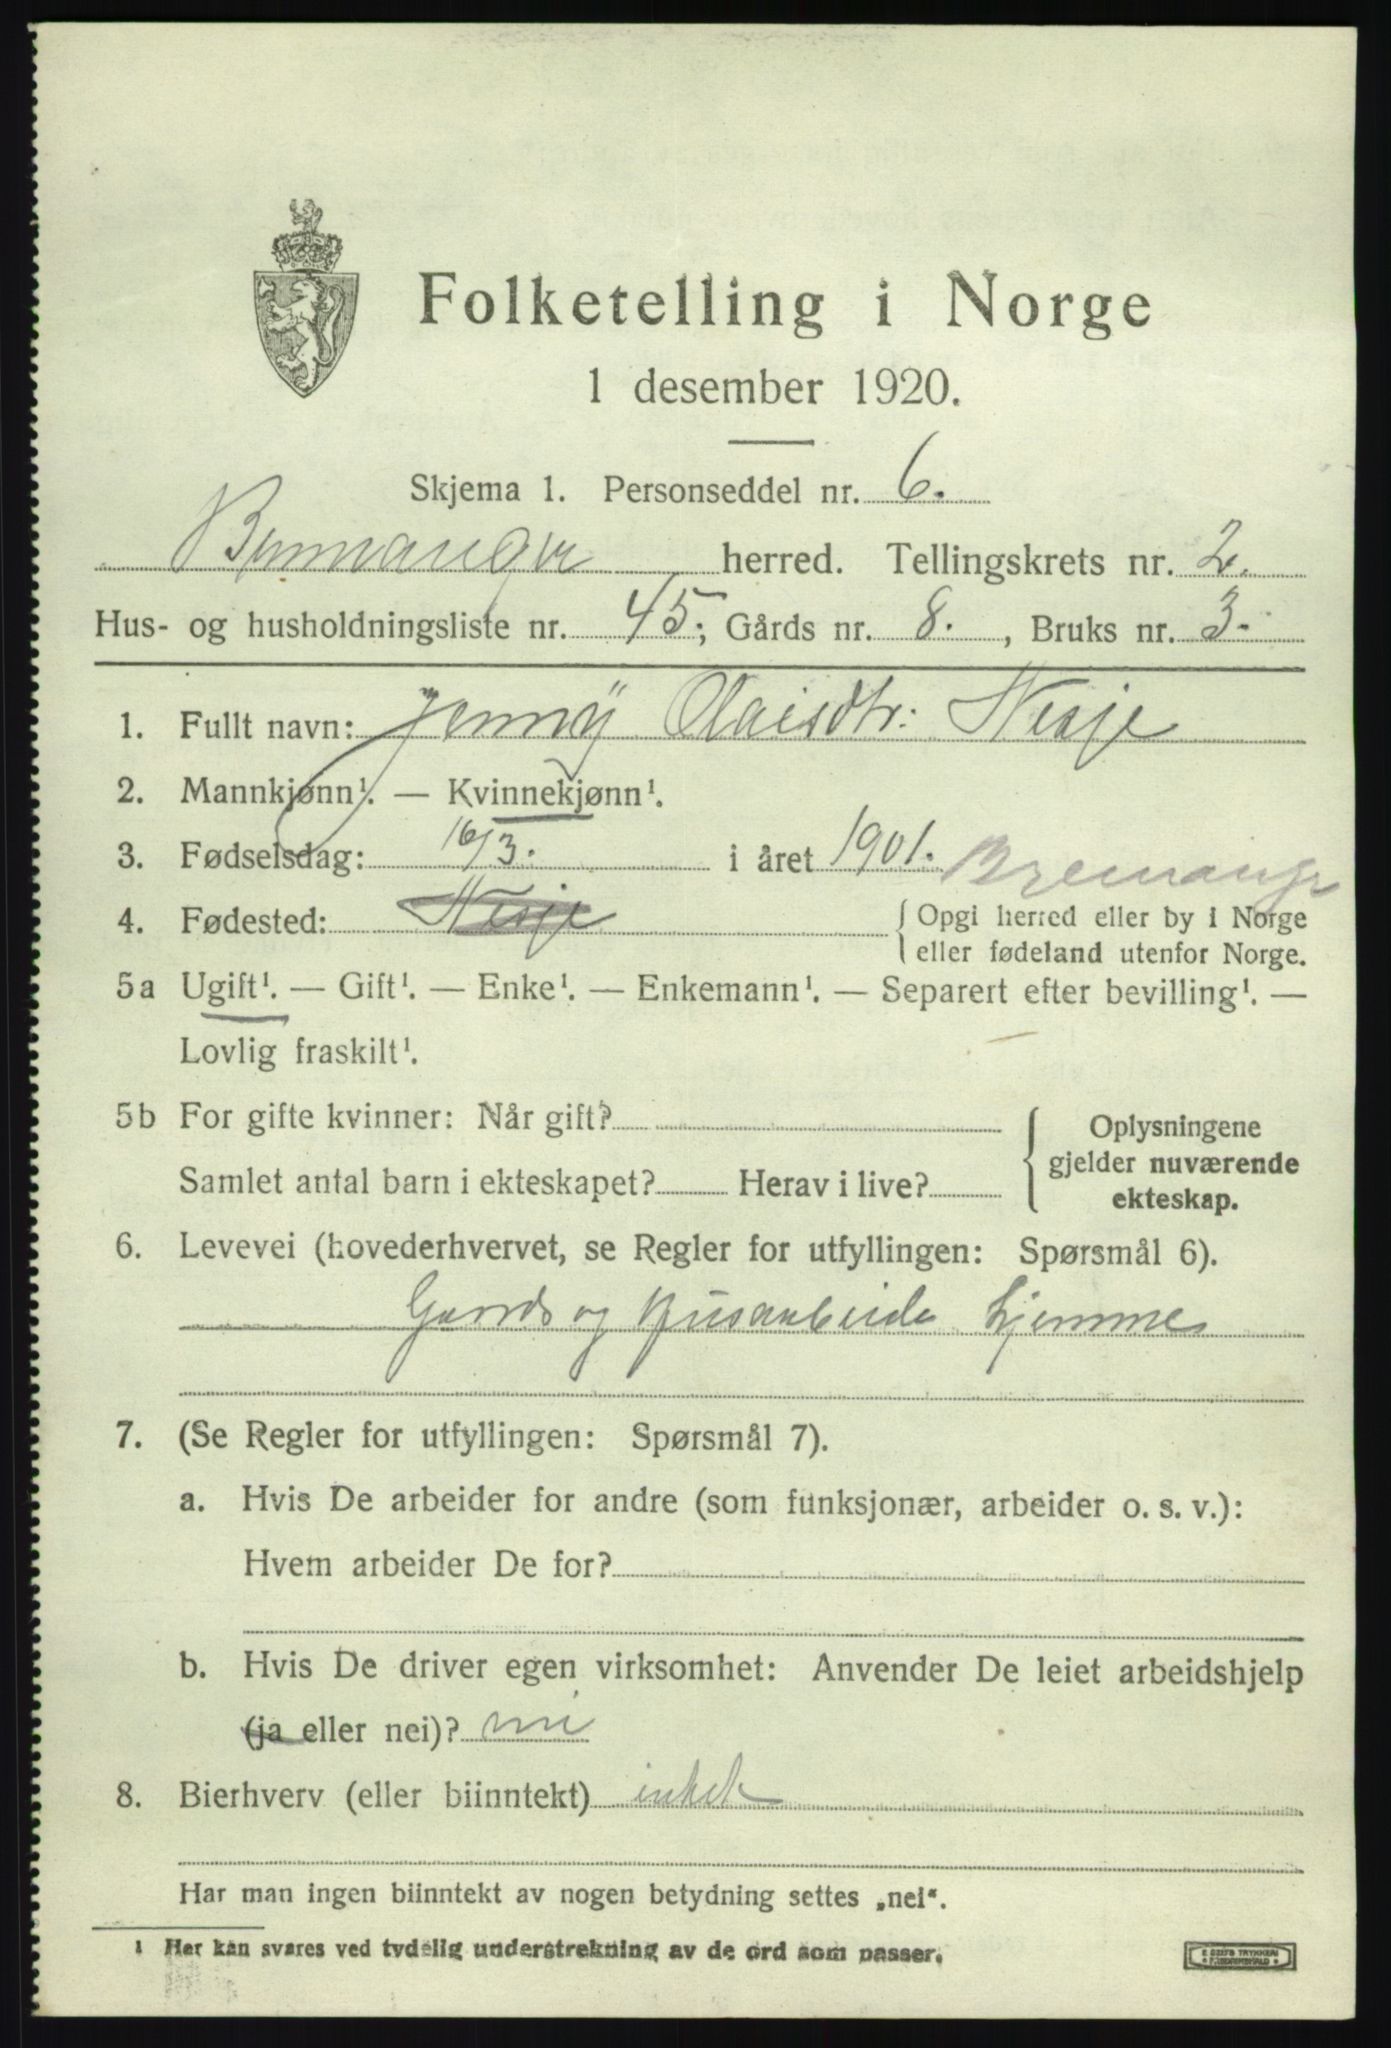 Folketelling i Norge
1 desember 1920.
Skjema 1. Personseddel nr. 6.
Bremanger herred. Tellingskrets nr. 2.
Hus- og husholdningsliste nr. 45; Gårds nr. 8. , Bruks nr. 3.
1. Fullt navn: Jenny Olaisdtr: Nesje
2. Mannkjønn¹. — Kvinnekjønn¹.
3. Fødselsdag: 16/3. i året 1901. Bremanger
4. Fødested: Nesje { Opgi herred eller by i Norge
eller fødeland utenfor Norge.
5a Ugift¹. — Gift¹. — Enke¹. — Enkemann¹. — Separert efter bevilling¹. —
Lovlig fraskilt¹.
5b For gifte kvinner: Når gift? { Oplysningene
gjelder nuværende
Samlet antal barn i ekteskapet? Herav i live?
ekteskap.
6. Levevei (hovederhvervet, se Regler for utfyllingen: Spørsmål 6).
Gards og Husarbeide hjemme
7. (Se Regler for utfyllingen: Spørsmål 7).
a. Hvis De arbeider for andre (som funksjonær, arbeider o. s. v.):
Hvem arbeider De for?
b. Hvis De driver egen virksomhet: Anvender De leiet arbeidshjelp
(ja eller nei)? nei
8. Bierhverv (eller biinntekt) intet
Har man ingen biinntekt av nogen betydning settes „nei“.
1 Her kan svares ved tydelig understrekning av de ord som passer.